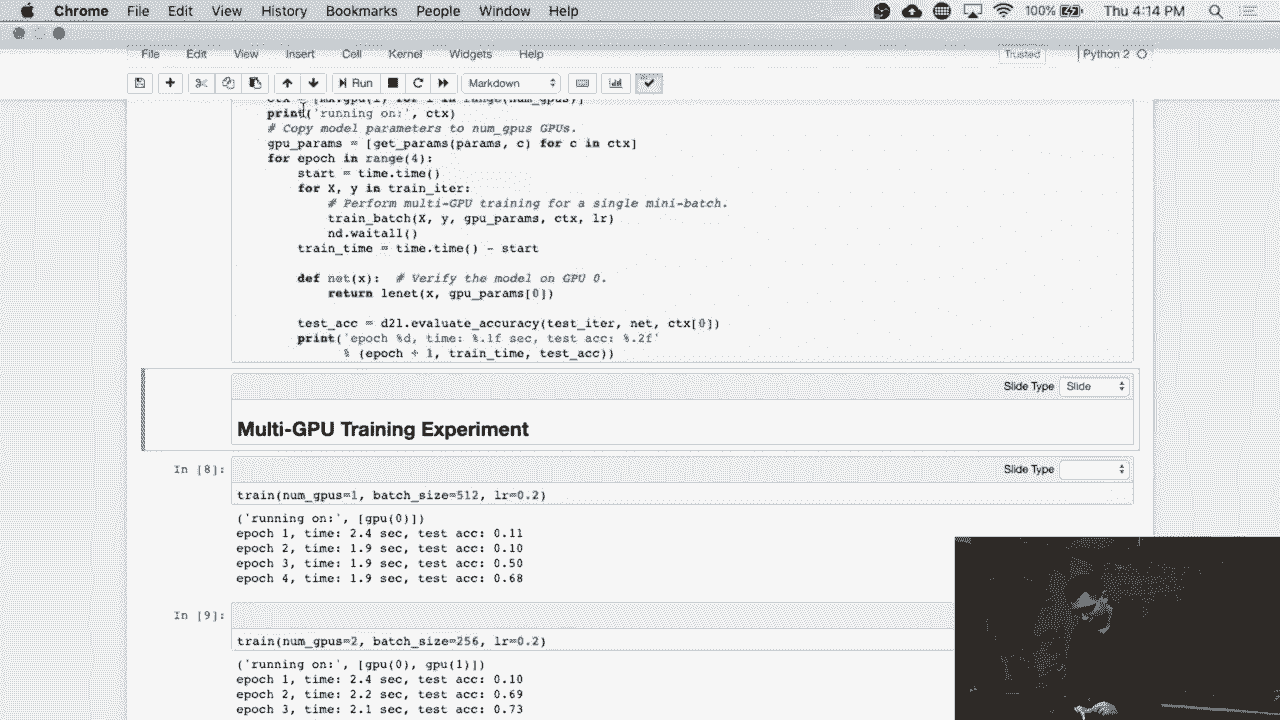 Chrome File Edit View History Bookmarks People Window Help 100% Thu 4:14 PM
File Edit View Insert Cell Kernel Widgets Help Trusted Python 2
Run Markdown
ctx = [mx.gpu(i) for i in range(num_gpus)]
print('running on:', ctx)
# Copy model parameters to num_gpus GPUs.
gpu_params = [get_params(params, c) for c in ctx]
for epoch in range(4):
start = time.time()
for X, y in train_iter:
# Perform multi-GPU training for a single mini-batch.
train_batch(X, y, gpu_params, ctx, lr)
nd.waitall()
train_time = time.time() - start
def net(x): # Verify the model on GPU 0.
return lenet(x, gpu_params[0])
test_acc = d2l.evaluate_accuracy(test_iter, net, ctx[0])
print('epoch %d, time: %.1f sec, test acc: %.2f'
% (epoch + 1, train_time, test_acc))
Slide Type Slide
Multi-GPU Training Experiment
In [8]: Slide Type
train(num_gpus=1, batch_size=512, lr=0.2)
('running on:', [gpu(0)])
epoch 1, time: 2.4 sec, test acc: 0.11
epoch 2, time: 1.9 sec, test acc: 0.10
epoch 3, time: 1.9 sec, test acc: 0.50
epoch 4, time: 1.9 sec, test acc: 0.68
In [9]:
train(num_gpus=2, batch_size=256, lr=0.2)
('running on:', [gpu(0), gpu(1)])
epoch 1, time: 2.4 sec, test acc: 0.10
epoch 2, time: 2.2 sec, test acc: 0.69
epoch 3, time: 2.1 sec, test acc: 0.73